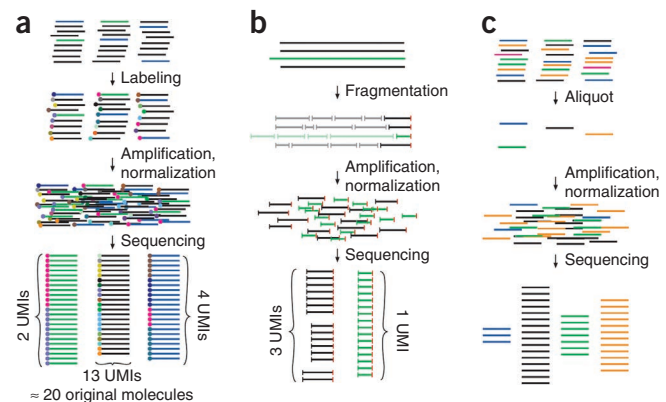 a
Labeling
Amplification,
normalization
Sequencing
2 UMIs
4 UMIs
13 UMIs
≈ 20 original molecules
b
Fragmentation
Amplification,
normalization
Sequencing
3 UMIs
1 UMI
c
Aliquot
Amplification,
normalization
Sequencing